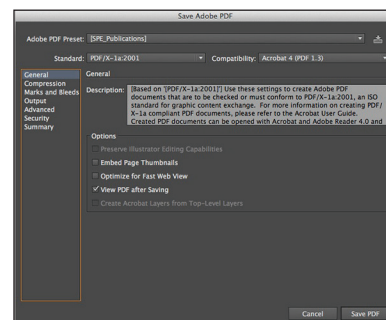 Save Adobe PDF
Adobe PDF Preset: [SPE_Publications]
Standard: PDF/X-1a:2001 Compatibility: Acrobat 4 (PDF 1.3)
General
Compression
Marks and Bleeds
Output
Advanced
Security
Summary
General
Description: [Based on '[PDF/X-1a:2001]'] Use these settings to create Adobe PDF
documents that are to be checked or must conform to PDF/X-1a:2001, an ISO
standard for graphic content exchange. For more information on creating PDF/
X-1a compliant PDF documents, please refer to the Acrobat User Guide.
Created PDF documents can be opened with Acrobat and Adobe Reader 4.0 and
Options
Preserve Illustrator Editing Capabilities
Embed Page Thumbnails
Optimize for Fast Web View
View PDF after Saving
Create Acrobat Layers from Top-Level Layers
Cancel Save PDF